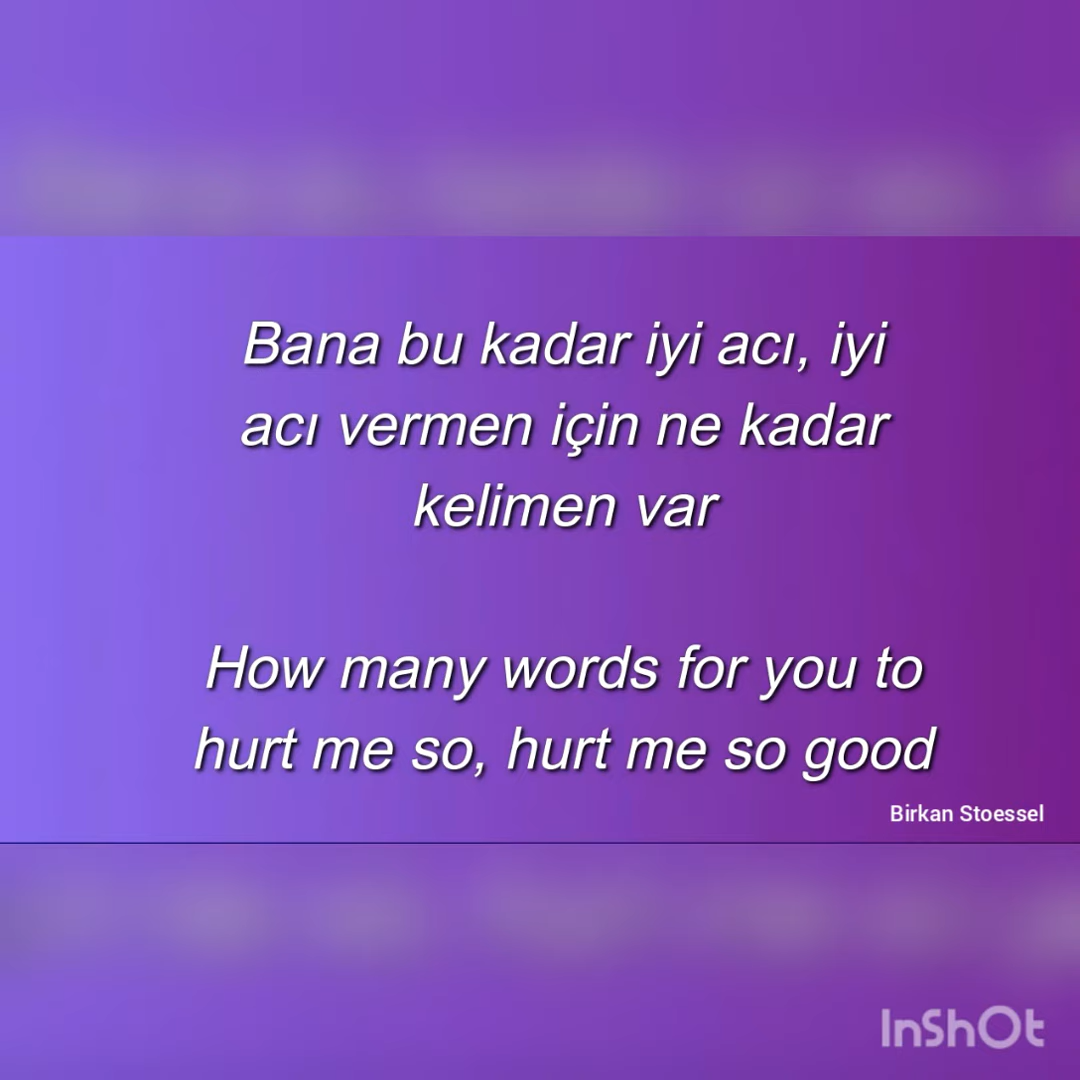 Bana bu kadar iyi acı, iyi
acı vermen için ne kadar
kelimen var
How many words for you to
hurt me so, hurt me so good
Birkan Stoessel
InShOt